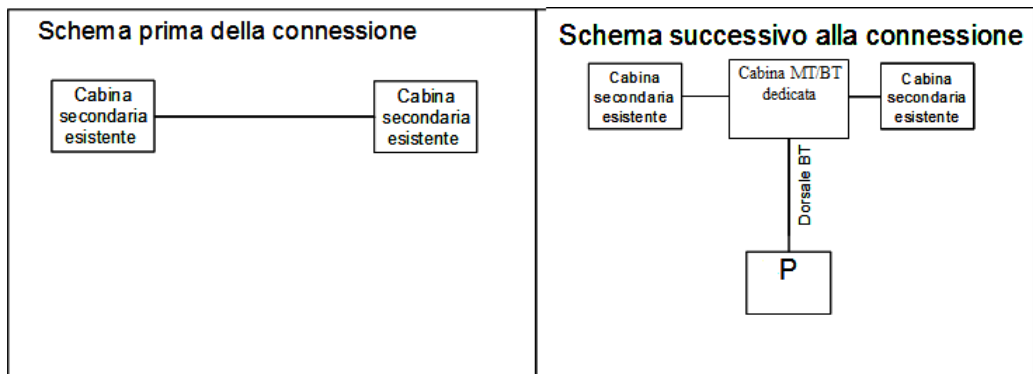 Schema prima della connessione
Cabina
secondaria
esistente
Cabina
secondaria
esistente
Schema successivo alla connessione
Cabina
secondaria
esistente
Cabina MT/BT
dedicata
Cabina
secondaria
esistente
Dorsale BT
P